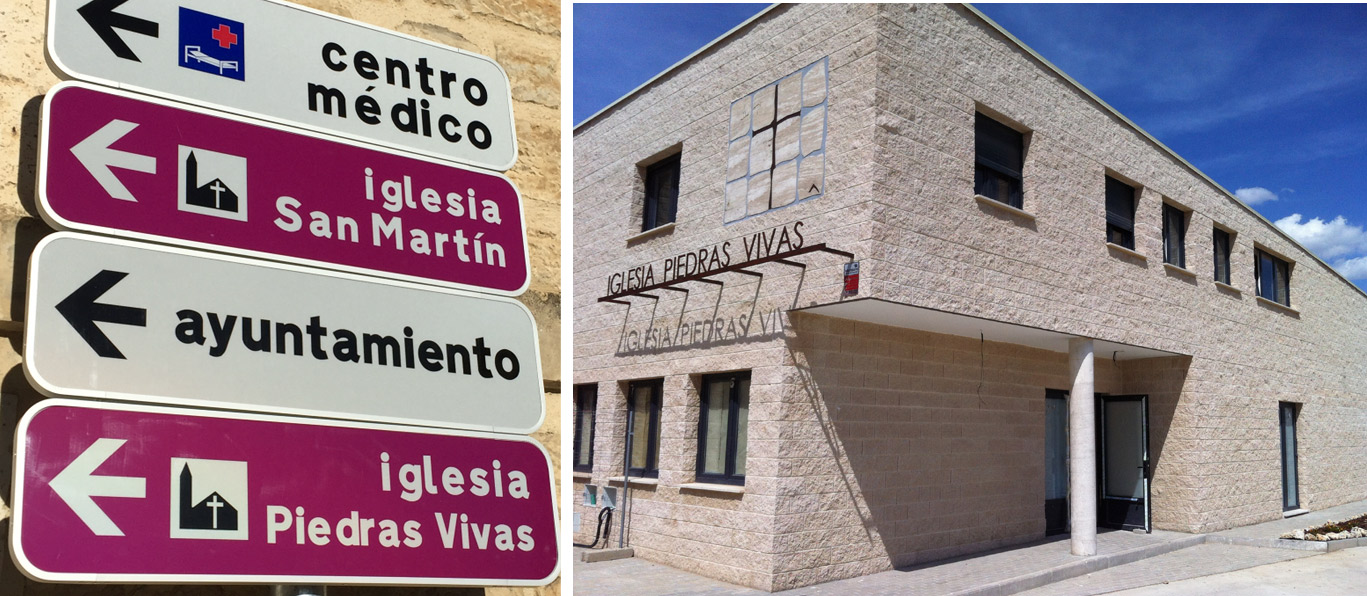 centro
médico
iglesia
San Martín
ayuntamiento
iglesia
Piedras Vivas
IGLESIA PIEDRAS VIVAS